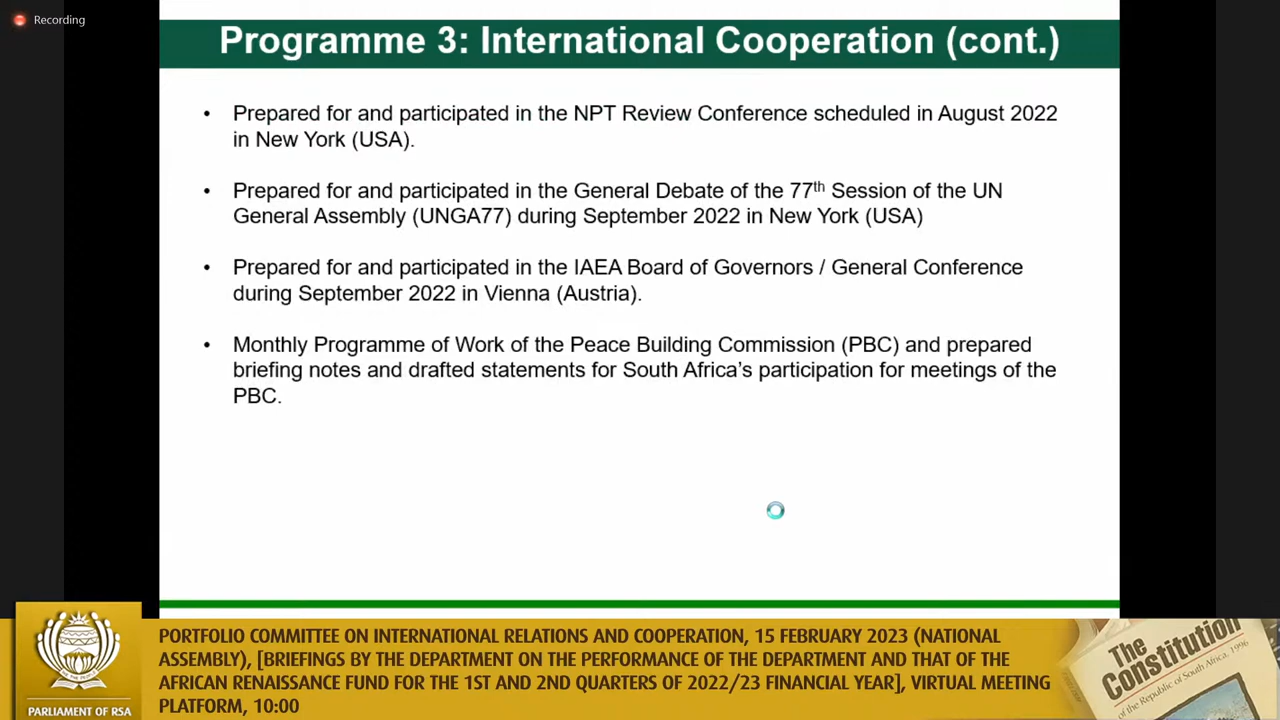 Recording
Programme 3: International Cooperation (cont.)
• Prepared for and participated in the NPT Review Conference scheduled in August 2022
in New York (USA).
• Prepared for and participated in the General Debate of the 77th Session of the UN
General Assembly (UNGA77) during September 2022 in New York (USA)
• Prepared for and participated in the IAEA Board of Governors / General Conference
during September 2022 in Vienna (Austria).
• Monthly Programme of Work of the Peace Building Commission (PBC) and prepared
briefing notes and drafted statements for South Africa’s participation for meetings of the
PBC.
PARLIAMENT OF RSA
PORTFOLIO COMMITTEE ON INTERNATIONAL RELATIONS AND COOPERATION, 15 FEBRUARY 2023 (NATIONAL
ASSEMBLY), [BRIEFINGS BY THE DEPARTMENT ON THE PERFORMANCE OF THE DEPARTMENT AND THAT OF THE
AFRICAN RENAISSANCE FUND FOR THE 1ST AND 2ND QUARTERS OF 2022/23 FINANCIAL YEAR], VIRTUAL MEETING
PLATFORM, 10:00
The
Constitution
of the Republic of South Africa, 1996